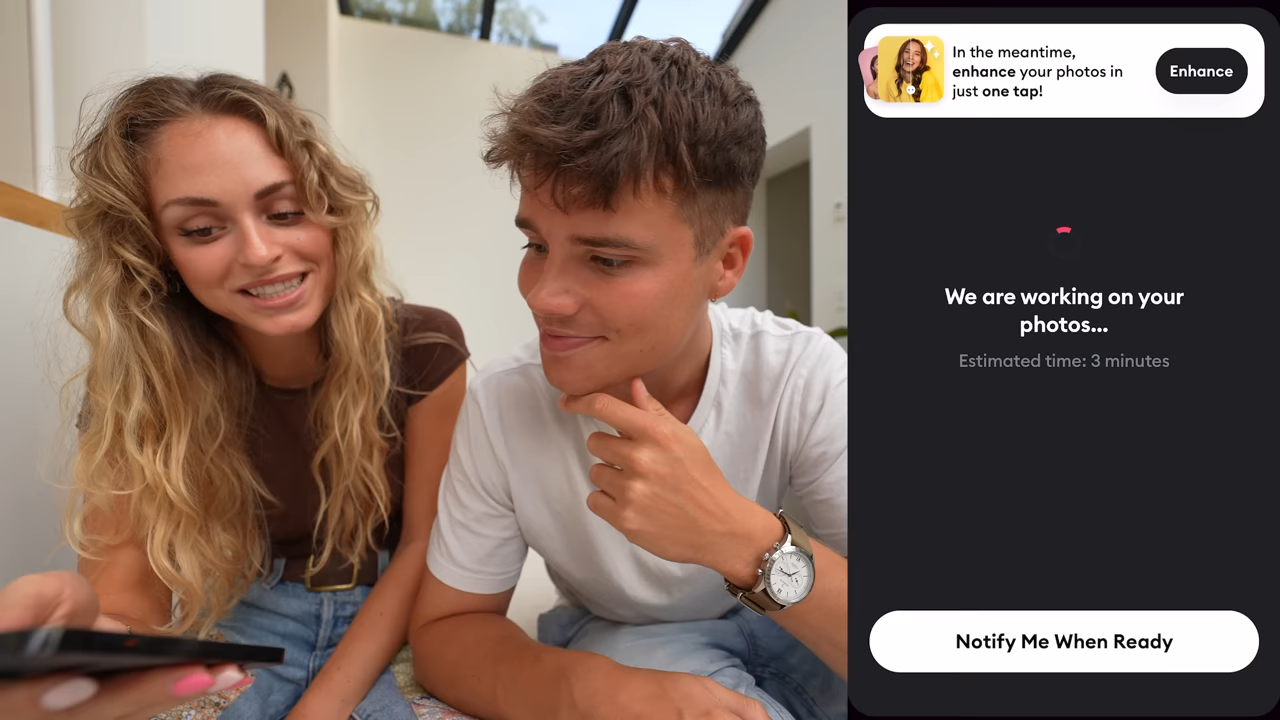 In the meantime,
enhance your photos in
just one tap!
Enhance
We are working on your
photos...
Estimated time: 3 minutes
Notify Me When Ready